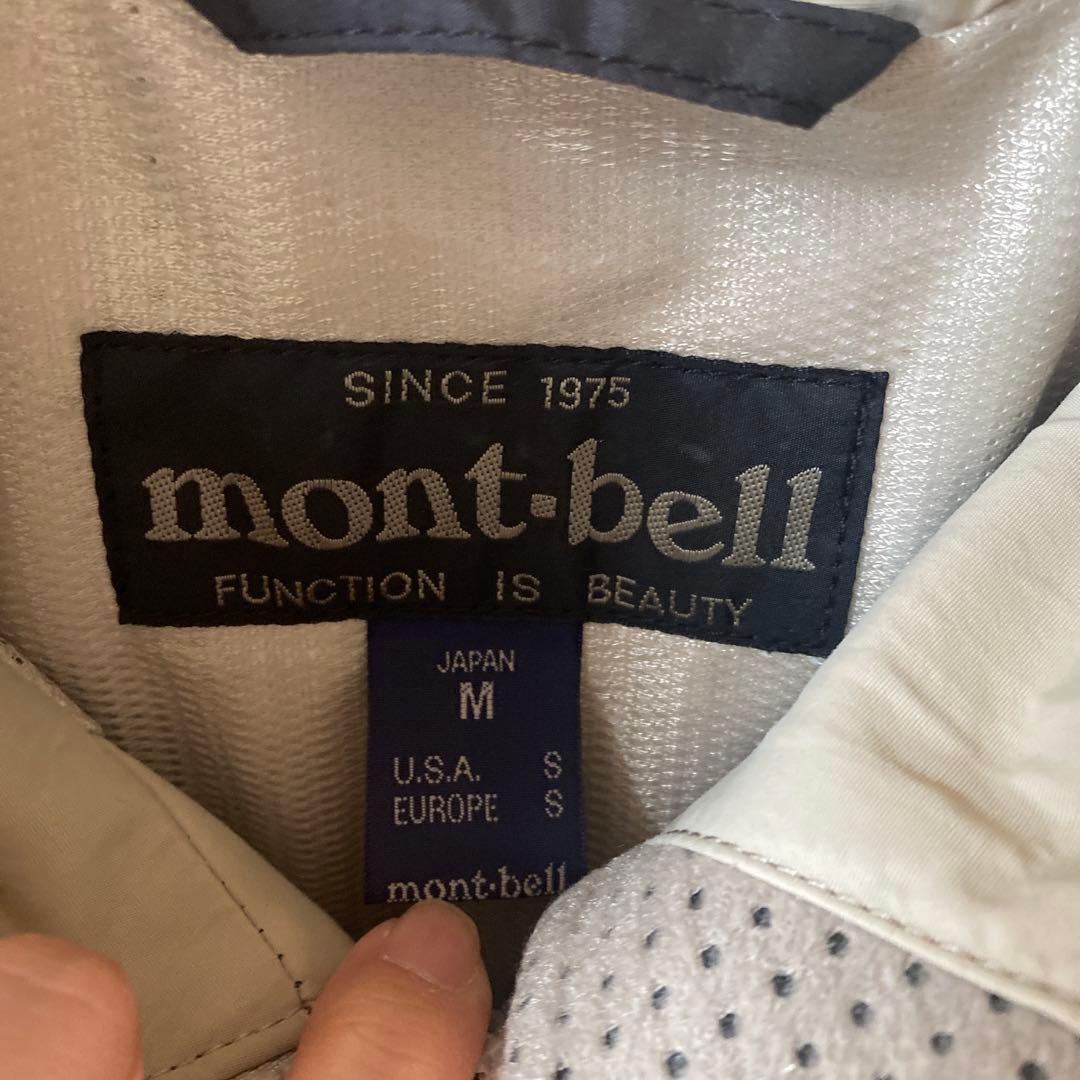 SINCE 1975
mont-bell
FUNCTION IS BEAUTY
JAPAN
M
U.S.A. S
EUROPE S
mont-bell